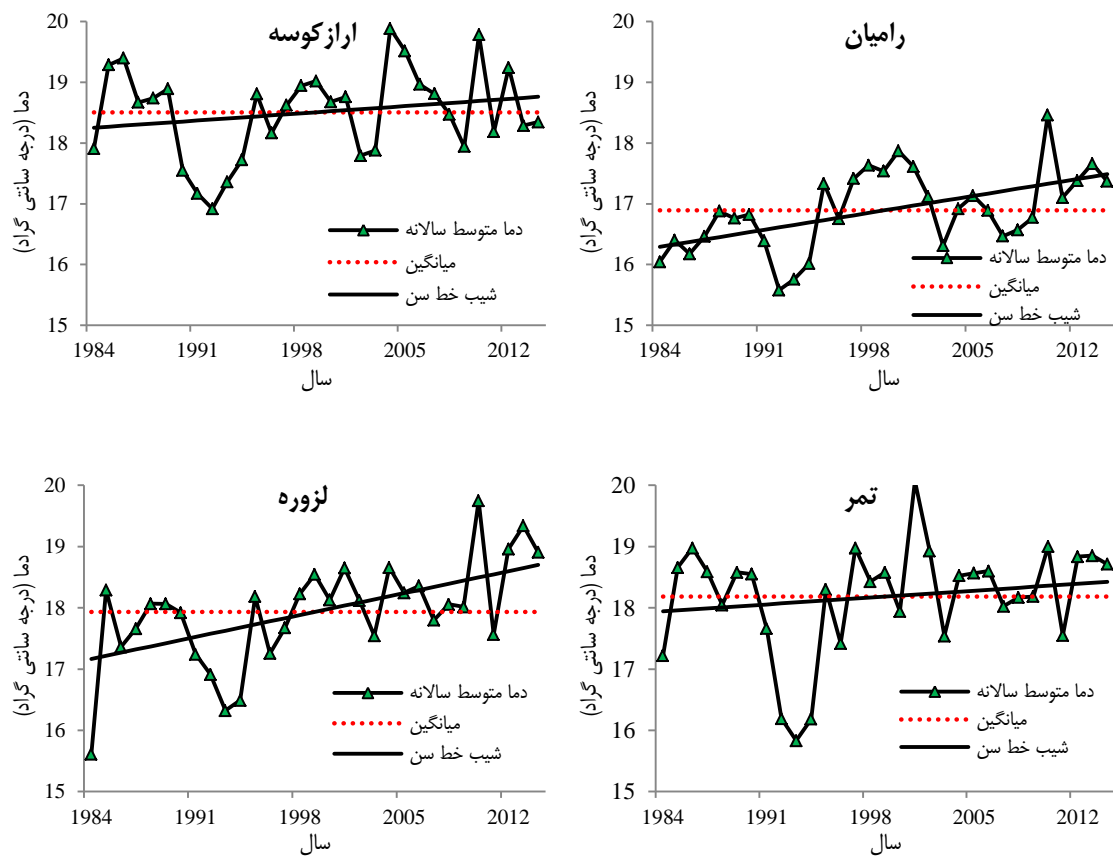 ارازکوسه
دما (درجه سانتی گراد)
20
19
18
17
16
15
دما متوسط سالانه
میانگین
شیب خط سن
1984 1991 1998 2005 2012
سال
رامیان
دما (درجه سانتی گراد)
20
19
18
17
16
15
دما متوسط سالانه
میانگین
شیب خط سن
1984 1991 1998 2005 2012
سال
لزوره
دما (درجه سانتی گراد)
20
19
18
17
16
15
دما متوسط سالانه
میانگین
شیب خط سن
1984 1991 1998 2005 2012
سال
تمر
دما (درجه سانتی گراد)
20
19
18
17
16
15
دما متوسط سالانه
میانگین
شیب خط سن
1984 1991 1998 2005 2012
سال